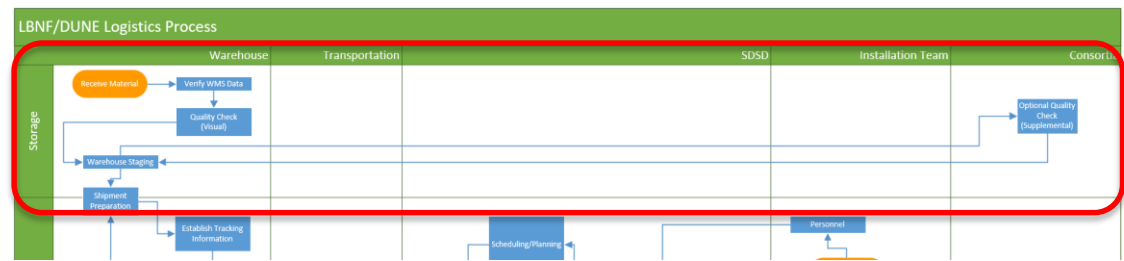 LBNF/DUNE Logistics Process
Warehouse
Transportation
SDSD
Installation Team
Storage
Receive Material
Verify WMS Data
Quality Check
(Visual)
Optional Quality
Check
(Supplemental)
Warehouse Staging
Shipment
Preparation
Establish Tracking
Information
Scheduling/Planning
Personnel